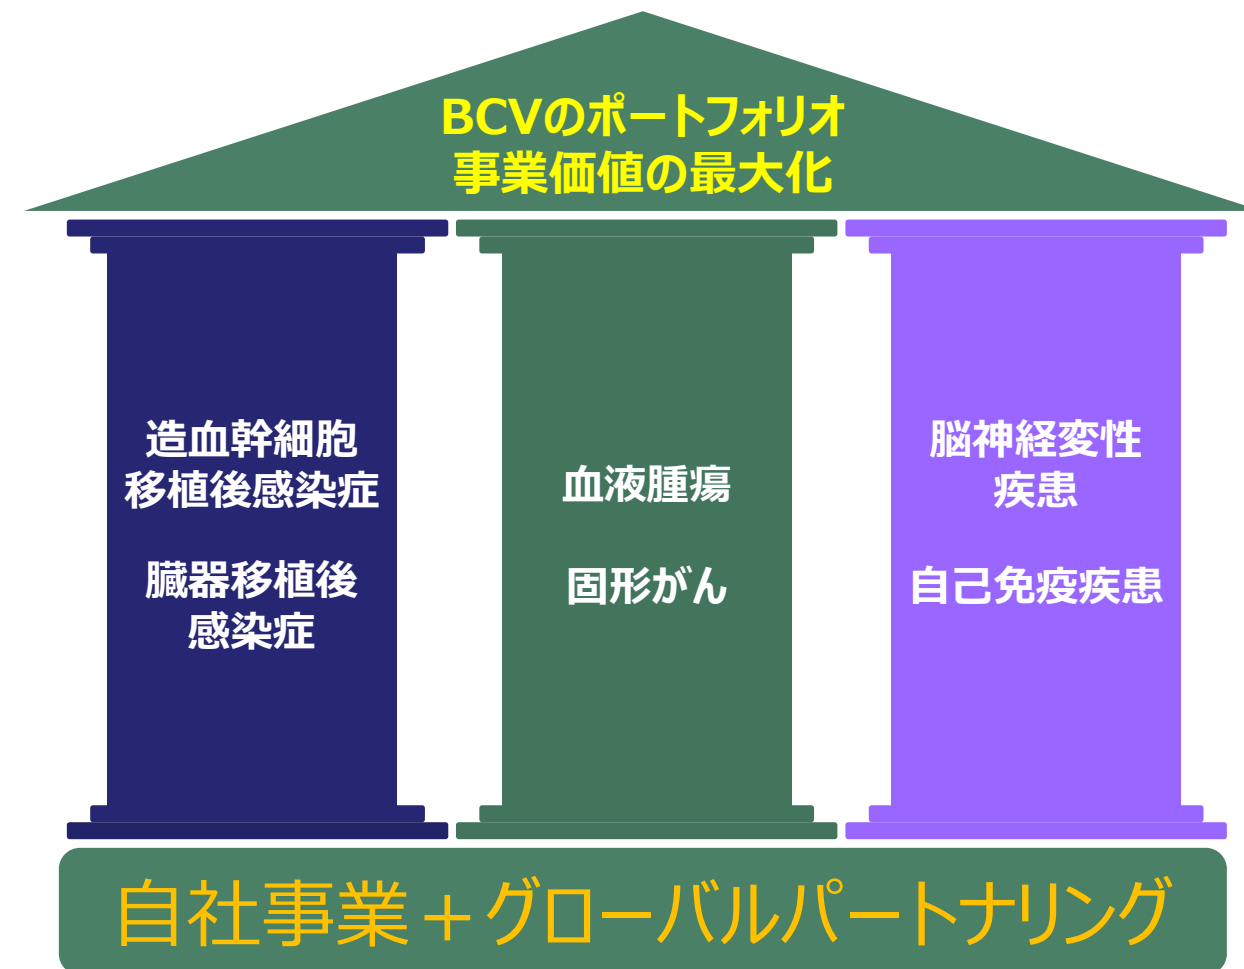 BCVのポートフォリオ
事業価値の最大化
造血幹細胞
移植後感染症
臓器移植後
感染症
血液腫瘍
固形がん
脳神経変性
疾患
自己免疫疾患
自社事業＋グローバルパートナリング